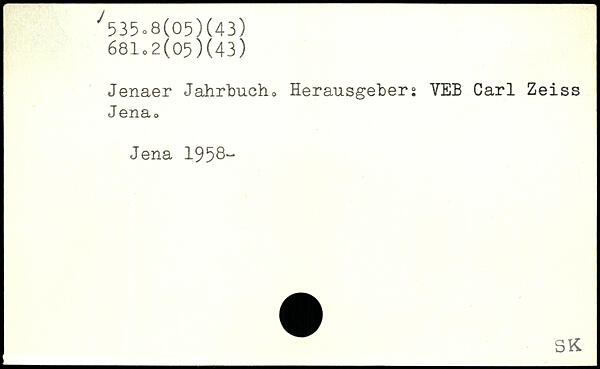 535.8(05)(43)
681.2(05)(43)
Jenaer Jahrbuch. Herausgeber: VEB Carl Zeiss
Jena.
Jena 1958-
SK